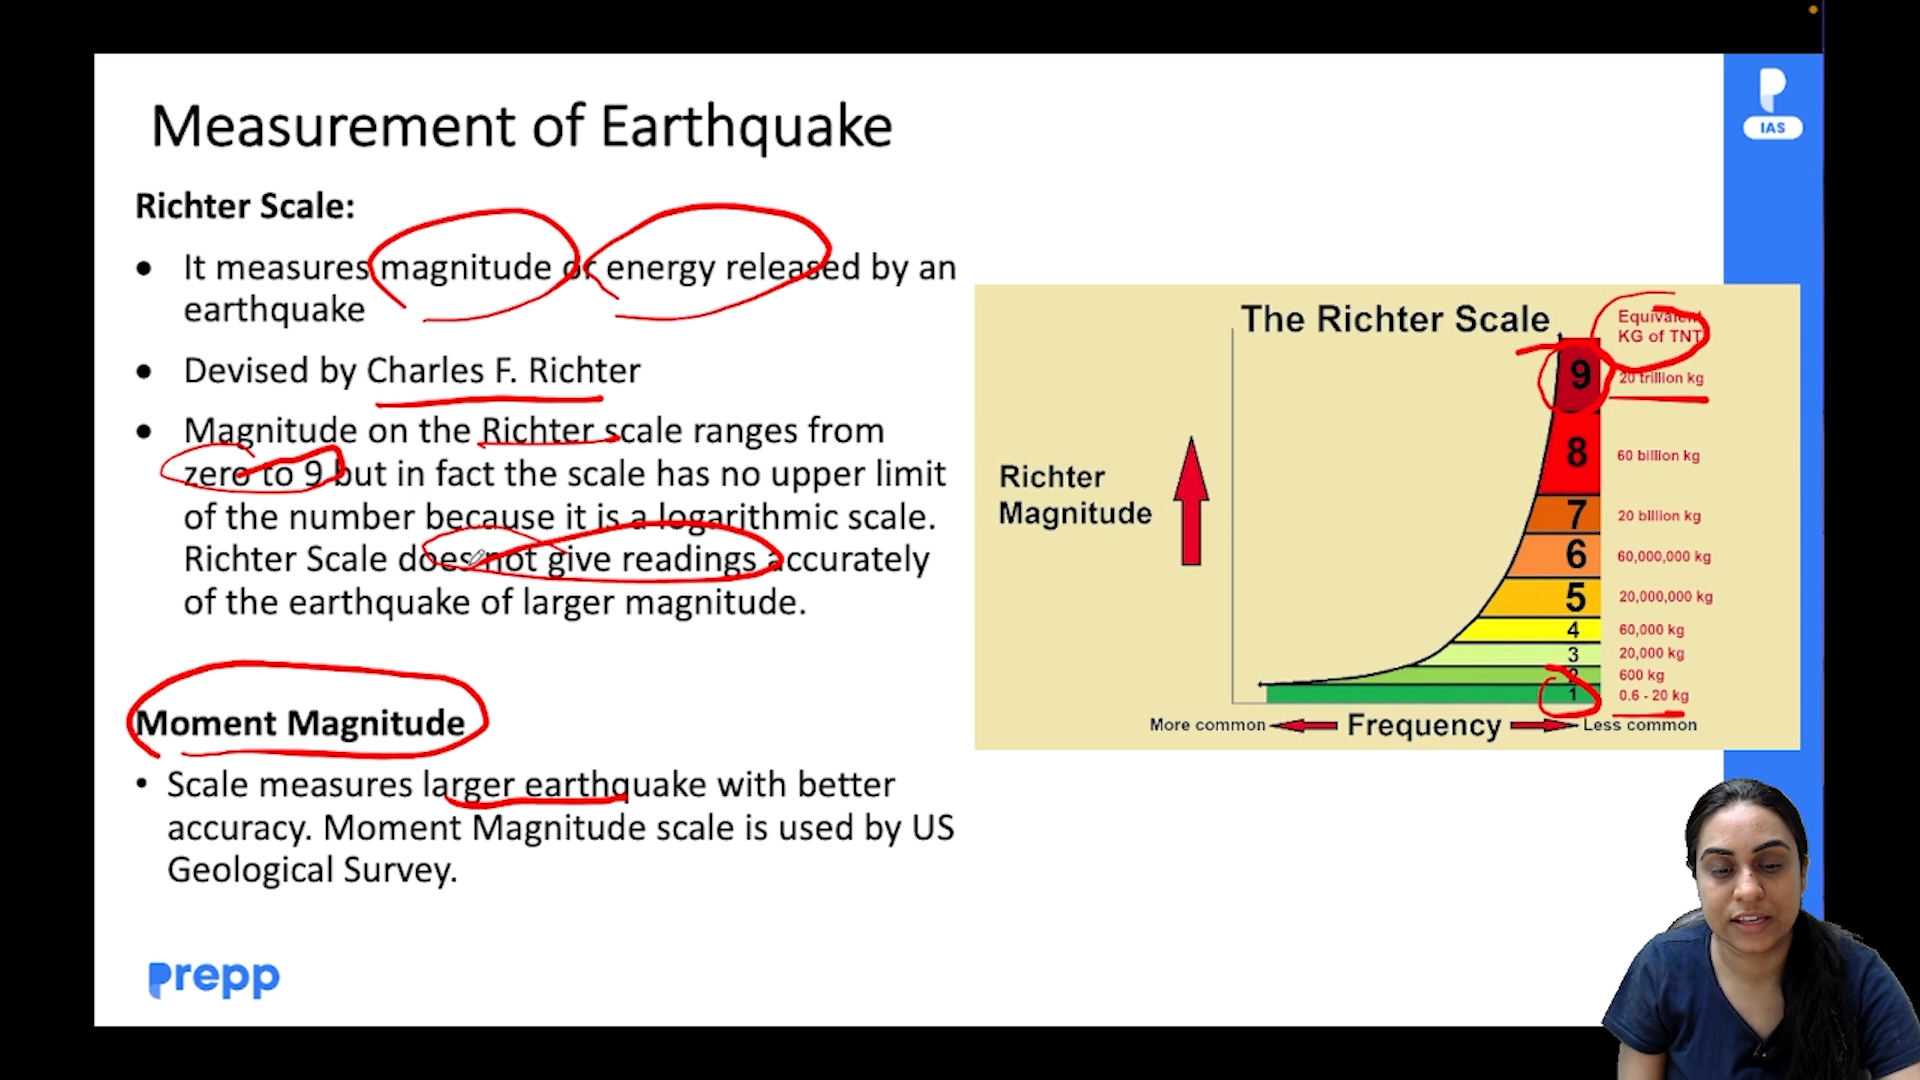 Measurement of Earthquake
IAS
Richter Scale:
• It measures magnitude or energy released by an
earthquake
• Devised by Charles F. Richter
• Magnitude on the Richter scale ranges from
zero to 9 but in fact the scale has no upper limit
of the number because it is a logarithmic scale.
Richter Scale does not give readings accurately
of the earthquake of larger magnitude.
Moment Magnitude
• Scale measures larger earthquake with better
accuracy. Moment Magnitude scale is used by US
Geological Survey.
prepp
The Richter Scale
Equivalent
KG of TNT
Richter
Magnitude
9 20 trillion kg
8 60 billion kg
7 20 billion kg
6 60,000,000 kg
5 20,000,000 kg
4 60,000 kg
3 20,000 kg
2 600 kg
1 0.6 - 20 kg
More common Frequency Less common